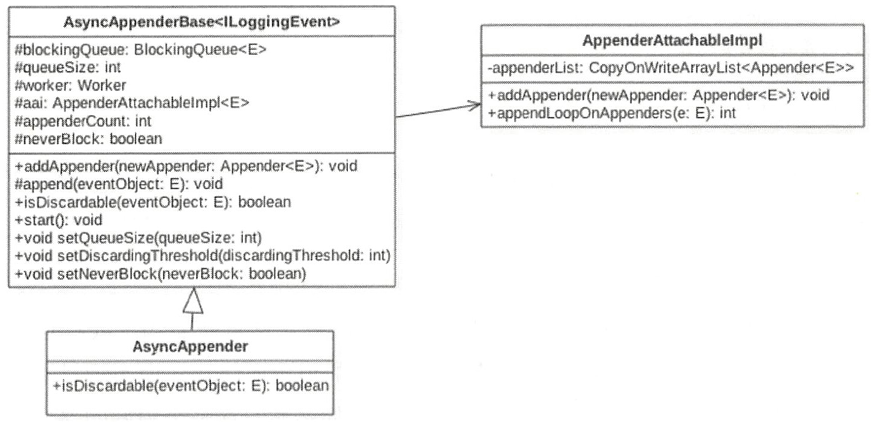 AsyncAppenderBase<ILoggingEvent>
#blockingQueue: BlockingQueue<E>
#queueSize: int
#worker: Worker
#aai: AppenderAttachableImpl<E>
#appenderCount: int
#neverBlock: boolean
+addAppender(newAppender: Appender<E>): void
#append(eventObject: E): void
+isDiscardable(eventObject: E): boolean
+start(): void
+void setQueueSize(queueSize: int)
+void setDiscardingThreshold(discardingThreshold: int)
+void setNeverBlock(neverBlock: boolean)
AppenderAttachableImpl
-appenderList: CopyOnWriteArrayList<Appender<E>>
+addAppender(newAppender: Appender<E>): void
+appendLoopOnAppenders(e: E): int
AsyncAppender
+isDiscardable(eventObject: E): boolean